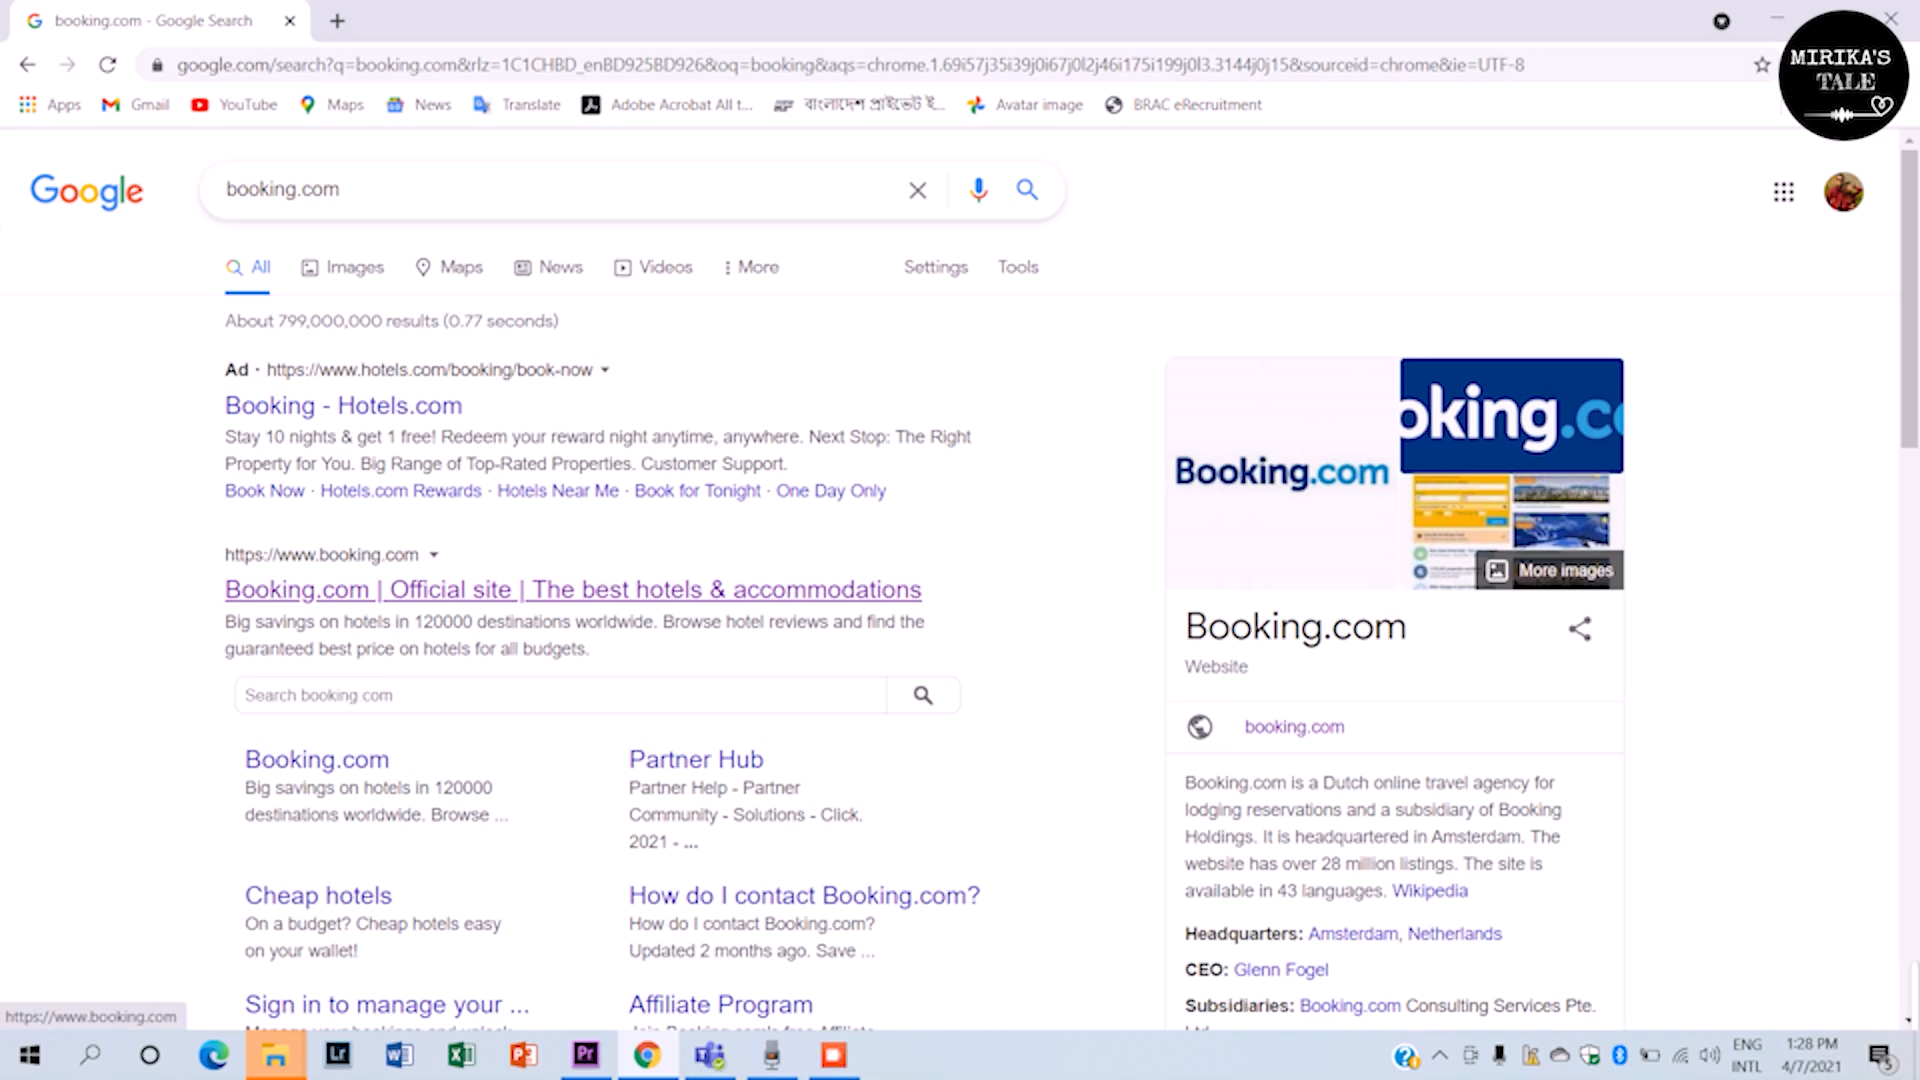 booking.com - Google Search
google.com/search?q=booking.com&rlz=1C1CHBD_enBD925BD926&oq=booking&aqs=chrome.1.69i57j35i39j0i67j0l2j46i175i199j0l3.3144j0j15&sourceid=chrome&ie=UTF-8
MIRIKA'S
TALE
Apps Gmail YouTube Maps News Translate Adobe Acrobat All t... বাংলাদেশ প্রাইভেট ই... Avatar image BRAC eRecruitment
Google
booking.com
All Images Maps News Videos More Settings Tools
About 799,000,000 results (0.77 seconds)
Ad · https://www.hotels.com/booking/book-now
Booking - Hotels.com
Stay 10 nights & get 1 free! Redeem your reward night anytime, anywhere. Next Stop: The Right
Property for You. Big Range of Top-Rated Properties. Customer Support.
Book Now · Hotels.com Rewards · Hotels Near Me · Book for Tonight · One Day Only
https://www.booking.com
Booking.com | Official site | The best hotels & accommodations
Big savings on hotels in 120000 destinations worldwide. Browse hotel reviews and find the
guaranteed best price on hotels for all budgets.
Search booking.com
Booking.com
Big savings on hotels in 120000
destinations worldwide. Browse ...
Partner Hub
Partner Help - Partner
Community - Solutions - Click.
2021 - ...
Cheap hotels
On a budget? Cheap hotels easy
on your wallet!
How do I contact Booking.com?
How do I contact Booking.com?
Updated 2 months ago. Save ...
Sign in to manage your ...
Affiliate Program
Booking.com
oking.co
More images
Booking.com
Website
booking.com
Booking.com is a Dutch online travel agency for
lodging reservations and a subsidiary of Booking
Holdings. It is headquartered in Amsterdam. The
website has over 28 million listings. The site is
available in 43 languages. Wikipedia
Headquarters: Amsterdam, Netherlands
CEO: Glenn Fogel
Subsidiaries: Booking.com Consulting Services Pte.
https://www.booking.com
Lr
Pr
ENG
INTL
1:28 PM
4/7/2021
5